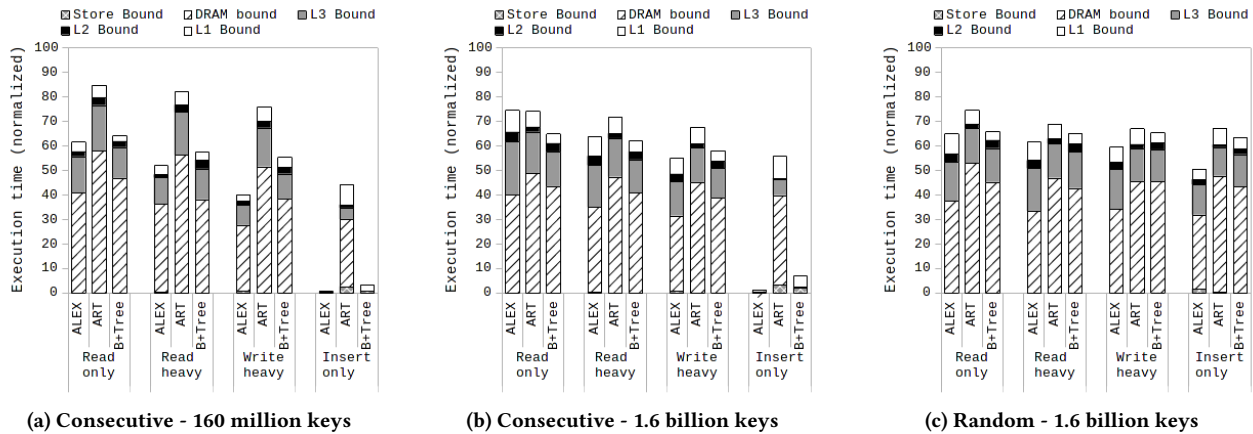 Store Bound DRAM bound L3 Bound
L2 Bound L1 Bound
Execution time (normalized)
100
90
80
70
60
50
40
30
20
10
0
ALEX ART B+Tree ALEX ART B+Tree ALEX ART B+Tree ALEX ART B+Tree
Read only Read heavy Write heavy Insert only
(a) Consecutive - 160 million keys
Store Bound DRAM bound L3 Bound
L2 Bound L1 Bound
Execution time (normalized)
100
90
80
70
60
50
40
30
20
10
0
ALEX ART B+Tree ALEX ART B+Tree ALEX ART B+Tree ALEX ART B+Tree
Read only Read heavy Write heavy Insert only
(b) Consecutive - 1.6 billion keys
Store Bound DRAM bound L3 Bound
L2 Bound L1 Bound
Execution time (normalized)
100
90
80
70
60
50
40
30
20
10
0
ALEX ART B+Tree ALEX ART B+Tree ALEX ART B+Tree ALEX ART B+Tree
Read only Read heavy Write heavy Insert only
(c) Random - 1.6 billion keys